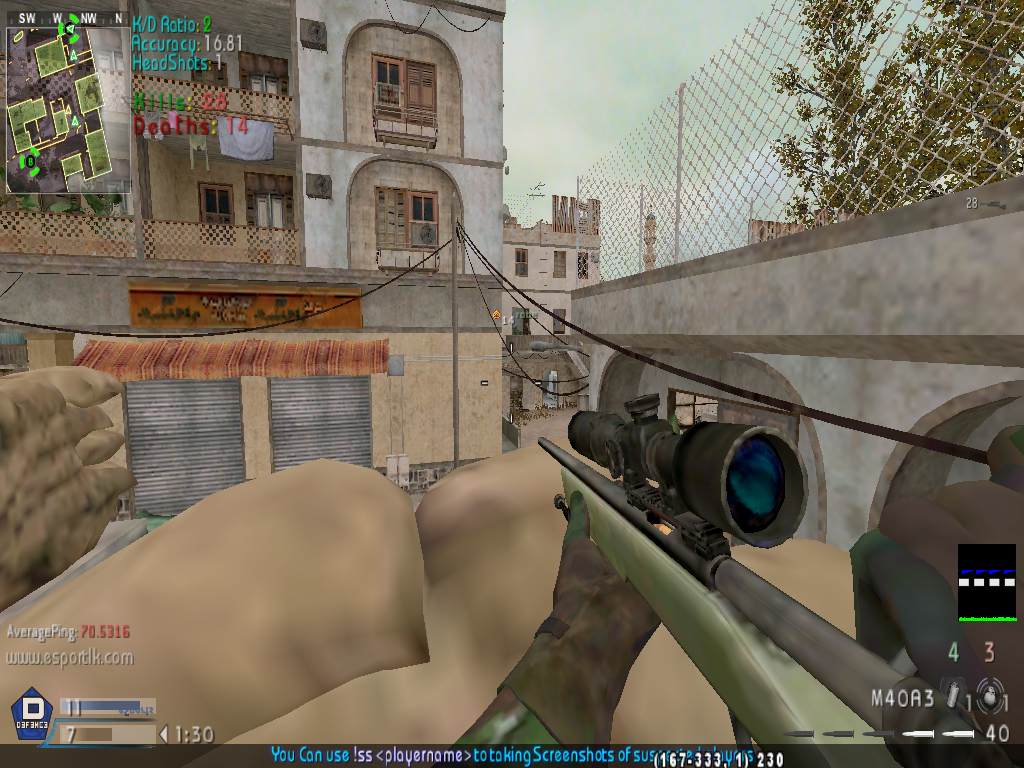 SW W NW N
K/D Ratio: 2
Accuracy: 16.81
HeadShots: 1
Kills: 28
Deaths: 14
B
28
14
AveragePing: 70.5316
www.esportlk.com
4 3
D
D3F3NC3
11
7
1:30
M40A3
1 1
40
You Can use !ss <playername> to taking Screenshots of
(167-333, 1) 230